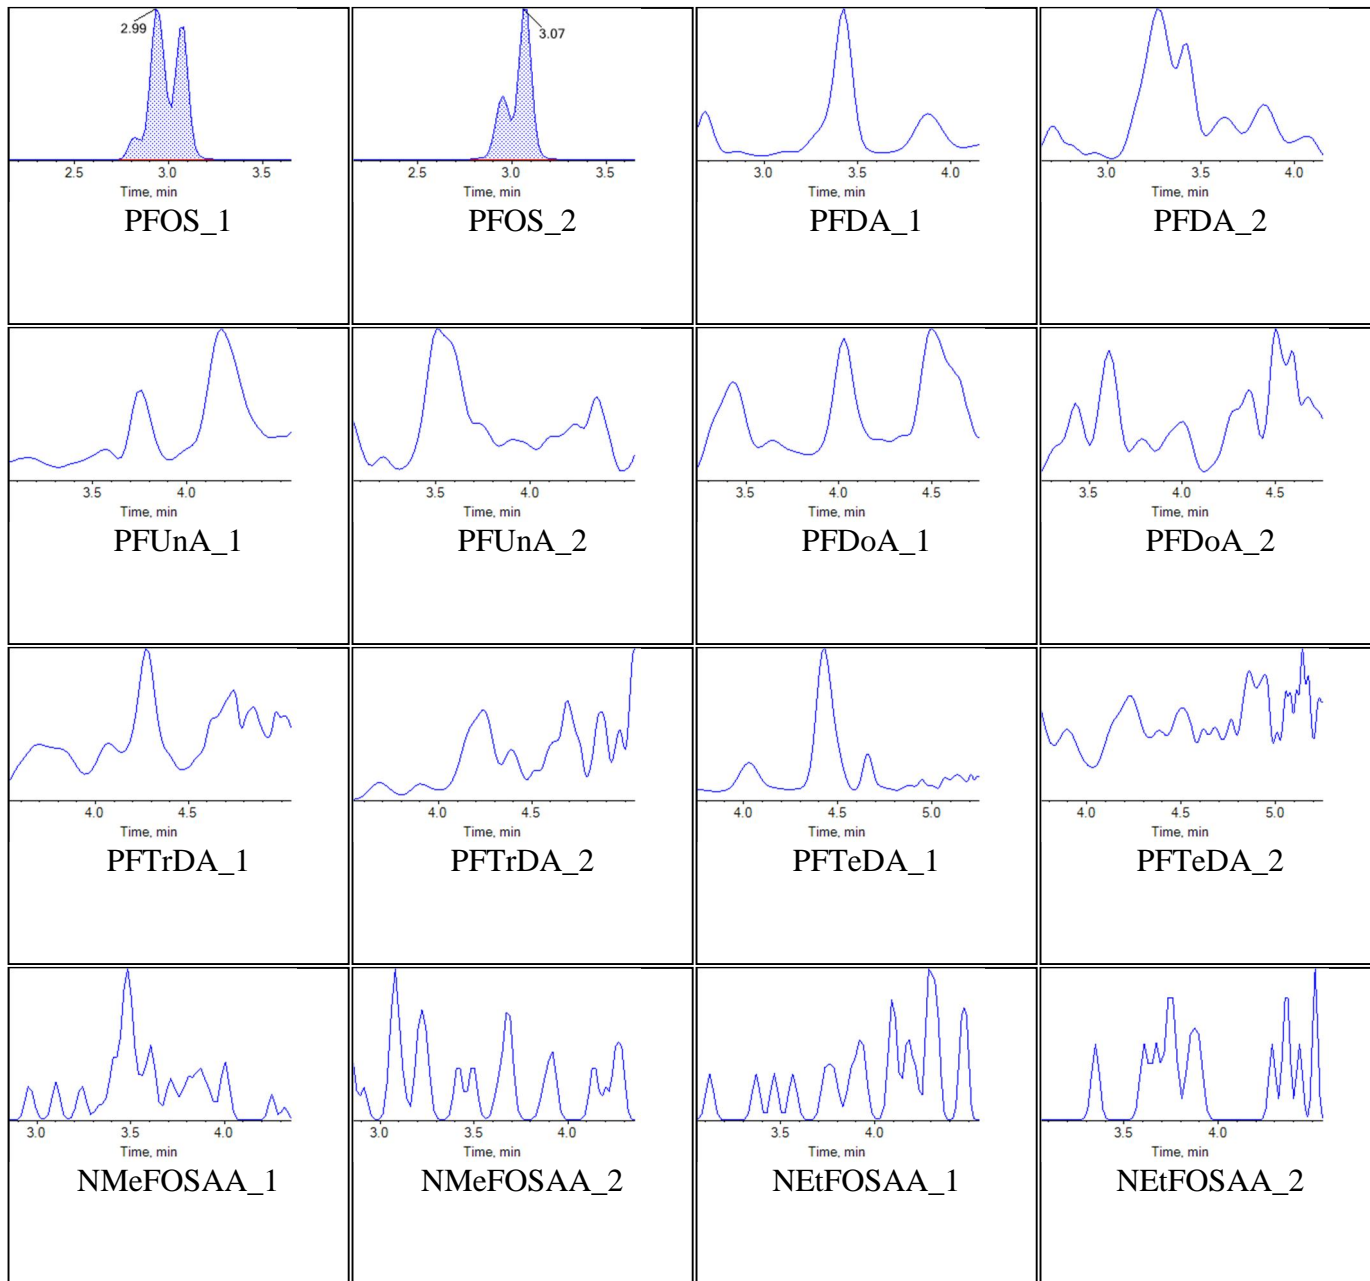 2.99
2.5 3.0 3.5
Time, min
PFOS_1
3.07
2.5 3.0 3.5
Time, min
PFOS_2
3.0 3.5 4.0
Time, min
PFDA_1
3.0 3.5 4.0
Time, min
PFDA_2
3.5 4.0
Time, min
PFUnA_1
3.5 4.0
Time, min
PFUnA_2
3.5 4.0 4.5
Time, min
PFDoA_1
3.5 4.0 4.5
Time, min
PFDoA_2
4.0 4.5
Time, min
PFTrDA_1
4.0 4.5
Time, min
PFTrDA_2
4.0 4.5 5.0
Time, min
PFTeDA_1
4.0 4.5 5.0
Time, min
PFTeDA_2
3.0 3.5 4.0
Time, min
NMeFOSAA_1
3.0 3.5 4.0
Time, min
NMeFOSAA_2
3.5 4.0
Time, min
NEtFOSAA_1
3.5 4.0
Time, min
NEtFOSAA_2